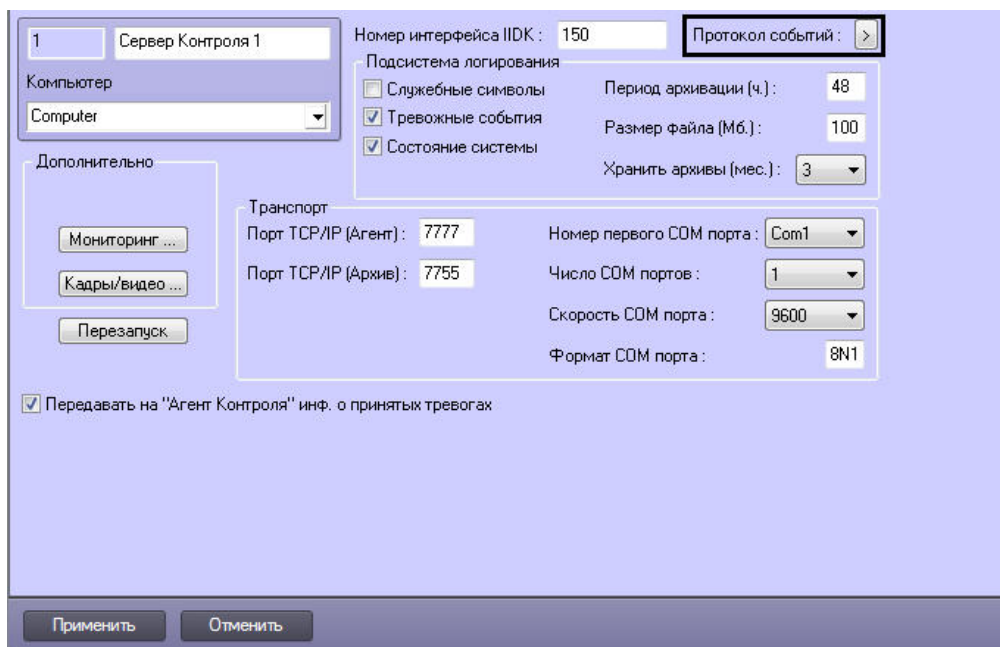 1 Сервер Контроля 1 Номер интерфейса IIDK : 150 Протокол событий : >
Подсистема логирования
Компьютер Служебные символы Период архивации (ч.) : 48
Computer Тревожные события Размер файла (Мб.) : 100
Состояние системы
Дополнительно Хранить архивы (мес.) : 3
Транспорт
Мониторинг ... Порт TCP/IP (Агент) : 7777 Номер первого COM порта : Com1
Кадры/видео ... Порт TCP/IP (Архив) : 7755 Число COM портов : 1
Перезапуск Скорость COM порта : 9600
Формат COM порта : 8N1
Передавать на "Агент Контроля" инф. о принятых тревогах
Применить Отменить